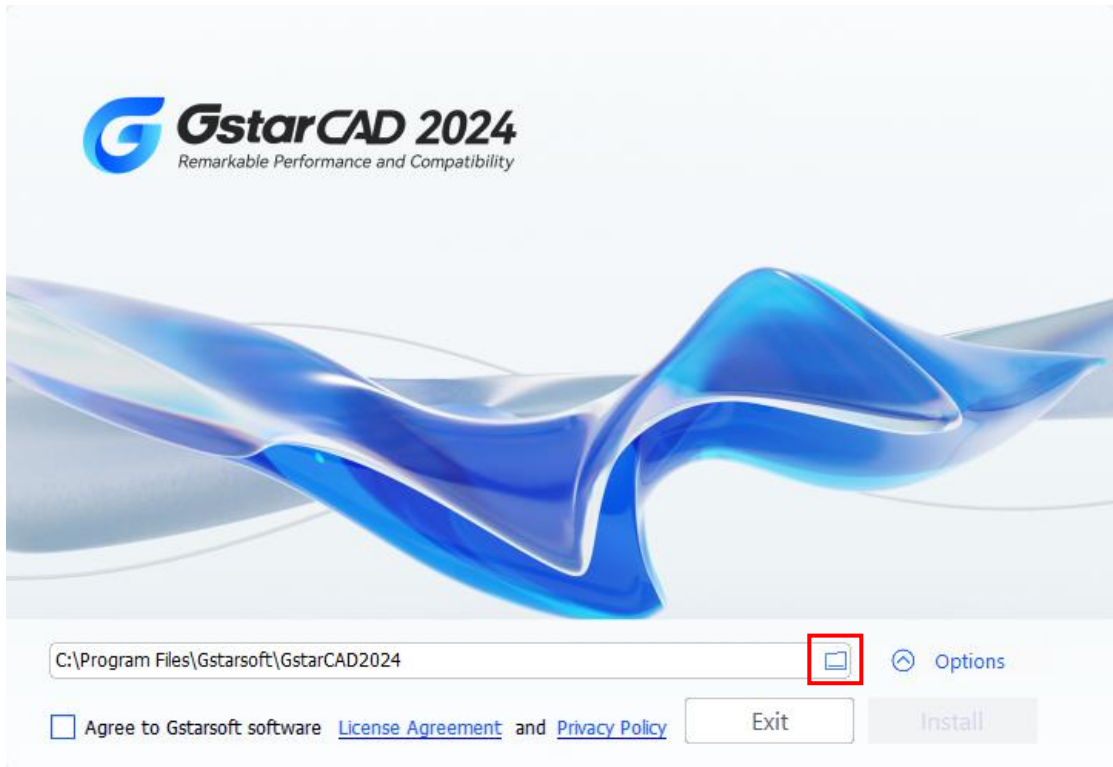 GstarCAD 2024
Remarkable Performance and Compatibility
C:\Program Files\Gstarsoft\GstarCAD2024
Options
Agree to Gstarsoft software License Agreement and Privacy Policy
Exit
Install